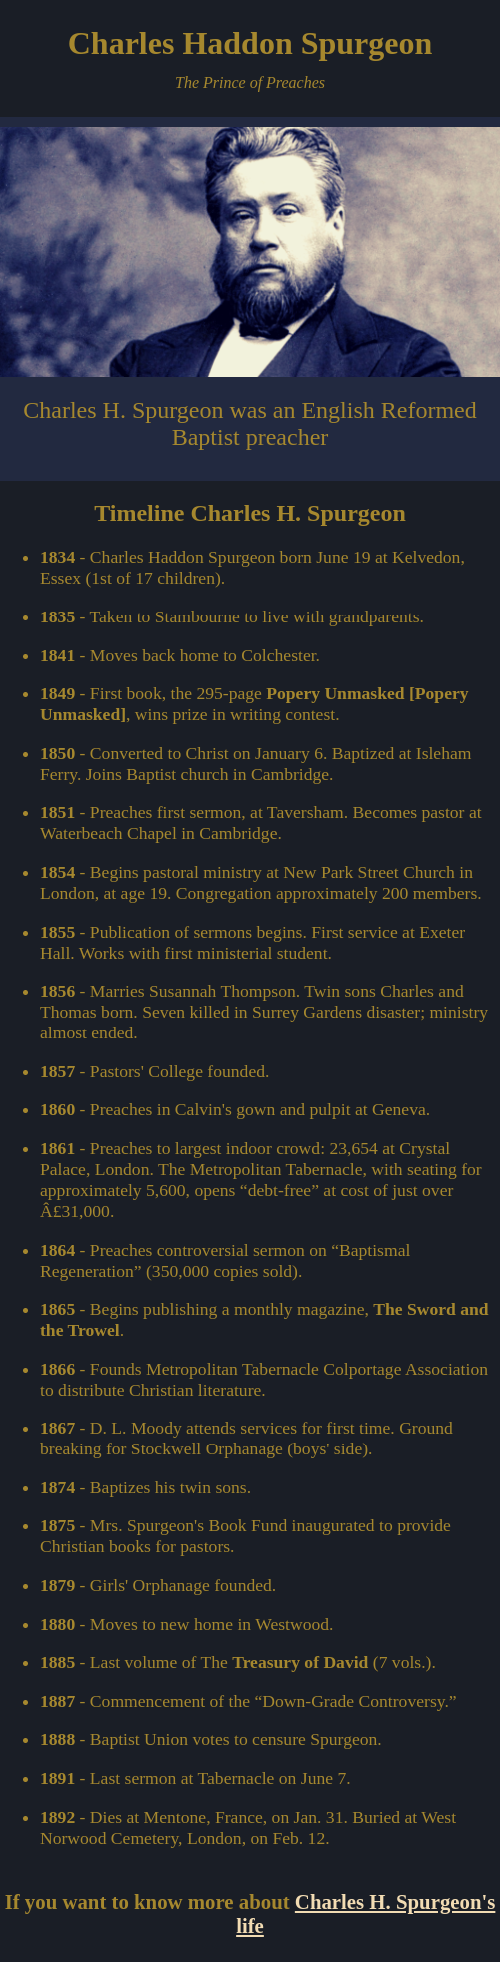 Charles Haddon Spurgeon
The Prince of Preaches
Charles H. Spurgeon was an English Reformed
Baptist preacher
Timeline Charles H. Spurgeon
• 1834 - Charles Haddon Spurgeon born June 19 at Kelvedon,
Essex (1st of 17 children).
• 1835 - Taken to Stambourne to live with grandparents.
• 1841 - Moves back home to Colchester.
• 1849 - First book, the 295-page Popery Unmasked [Popery
Unmasked], wins prize in writing contest.
• 1850 - Converted to Christ on January 6. Baptized at Isleham
Ferry. Joins Baptist church in Cambridge.
• 1851 - Preaches first sermon, at Taversham. Becomes pastor at
Waterbeach Chapel in Cambridge.
• 1854 - Begins pastoral ministry at New Park Street Church in
London, at age 19. Congregation approximately 200 members.
• 1855 - Publication of sermons begins. First service at Exeter
Hall. Works with first ministerial student.
• 1856 - Marries Susannah Thompson. Twin sons Charles and
Thomas born. Seven killed in Surrey Gardens disaster; ministry
almost ended.
• 1857 - Pastors' College founded.
• 1860 - Preaches in Calvin's gown and pulpit at Geneva.
• 1861 - Preaches to largest indoor crowd: 23,654 at Crystal
Palace, London. The Metropolitan Tabernacle, with seating for
approximately 5,600, opens “debt-free” at cost of just over
Â£31,000.
• 1864 - Preaches controversial sermon on “Baptismal
Regeneration” (350,000 copies sold).
• 1865 - Begins publishing a monthly magazine, The Sword and
the Trowel.
• 1866 - Founds Metropolitan Tabernacle Colportage Association
to distribute Christian literature.
• 1867 - D. L. Moody attends services for first time. Ground
breaking for Stockwell Orphanage (boys' side).
• 1874 - Baptizes his twin sons.
• 1875 - Mrs. Spurgeon's Book Fund inaugurated to provide
Christian books for pastors.
• 1879 - Girls' Orphanage founded.
• 1880 - Moves to new home in Westwood.
• 1885 - Last volume of The Treasury of David (7 vols.).
• 1887 - Commencement of the “Down-Grade Controversy.”
• 1888 - Baptist Union votes to censure Spurgeon.
• 1891 - Last sermon at Tabernacle on June 7.
• 1892 - Dies at Mentone, France, on Jan. 31. Buried at West
Norwood Cemetery, London, on Feb. 12.
If you want to know more about Charles H. Spurgeon's
life